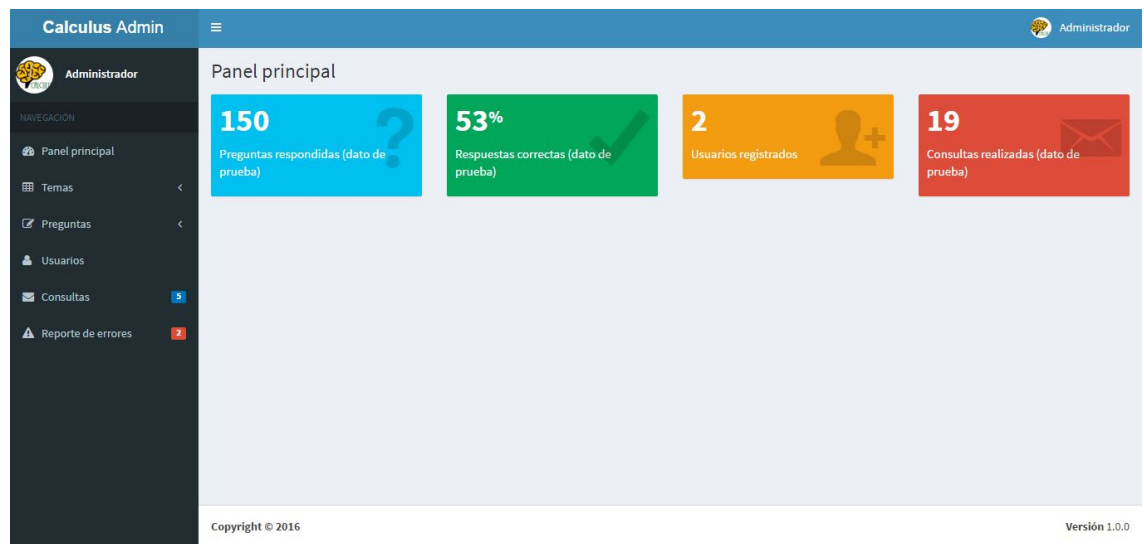 Calculus Admin
Administrador
Administrador
NAVEGACIÓN
Panel principal
Temas
Preguntas
Usuarios
Consultas 5
Reporte de errores 2
Panel principal
150
Preguntas respondidas (dato de
prueba)
53%
Respuestas correctas (dato de
prueba)
2
Usuarios registrados
19
Consultas realizadas (dato de
prueba)
Copyright © 2016
Versión 1.0.0